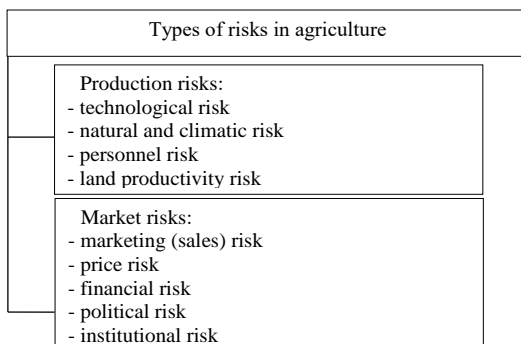 Types of risks in agriculture
Production risks:
- technological risk
- natural and climatic risk
- personnel risk
- land productivity risk
Market risks:
- marketing (sales) risk
- price risk
- financial risk
- political risk
- institutional risk